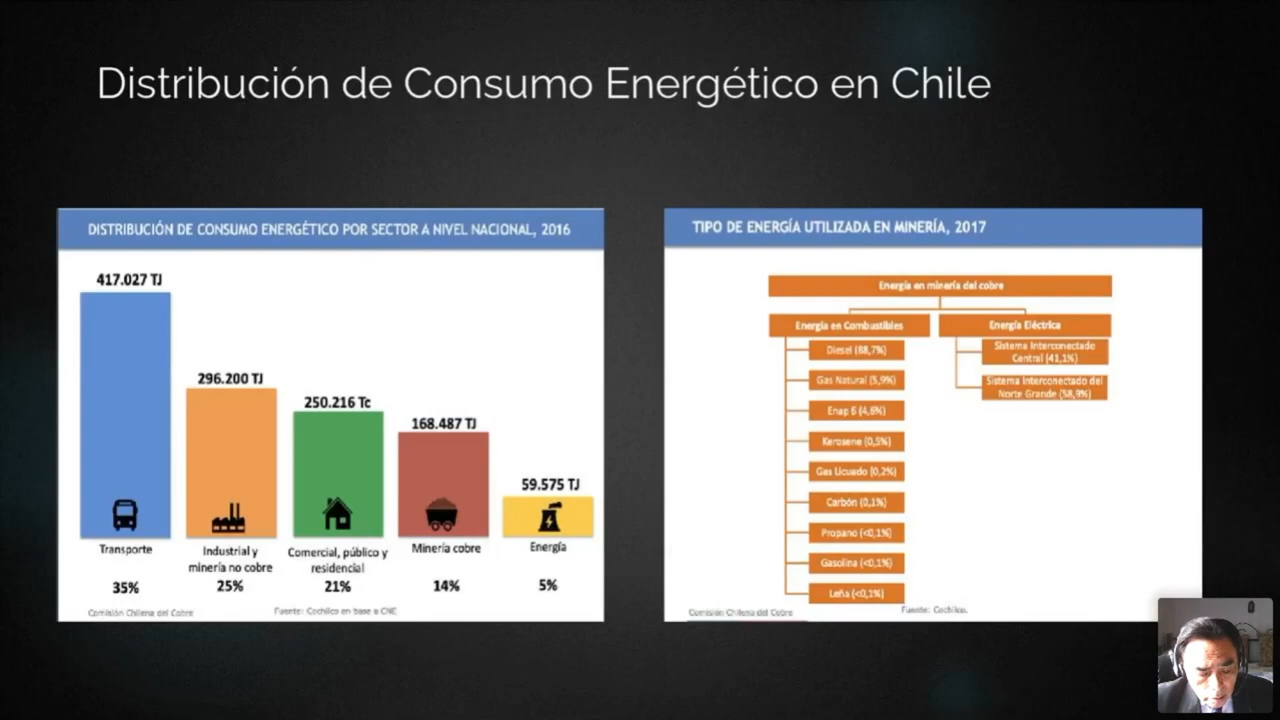 Distribución de Consumo Energético en Chile
DISTRIBUCIÓN DE CONSUMO ENERGÉTICO POR SECTOR A NIVEL NACIONAL, 2016
417.027 TJ
296.200 TJ
250.216 Tc
168.487 TJ
59.575 TJ
Transporte
Industrial y
minería no cobre
Comercial, público y
residencial
Minería cobre
Energía
35%
25%
21%
14%
5%
Comisión Chilena del Cobre
Fuente: Cochilco en base a CNE
TIPO DE ENERGÍA UTILIZADA EN MINERÍA, 2017
Energía en minería del cobre
Energía en Combustibles
Energía Eléctrica
Diesel (88,7%)
Gas Natural (5,9%)
Enap 6 (4,6%)
Kerosene (0,5%)
Gas Licuado (0,2%)
Carbón (0,1%)
Propano (<0,1%)
Gasolina (<0,1%)
Leña (<0,1%)
Sistema Interconectado
Central (41,1%)
Sistema Interconectado del
Norte Grande (58,9%)
Comisión Chilena del Cobre
Fuente: Cochilco.